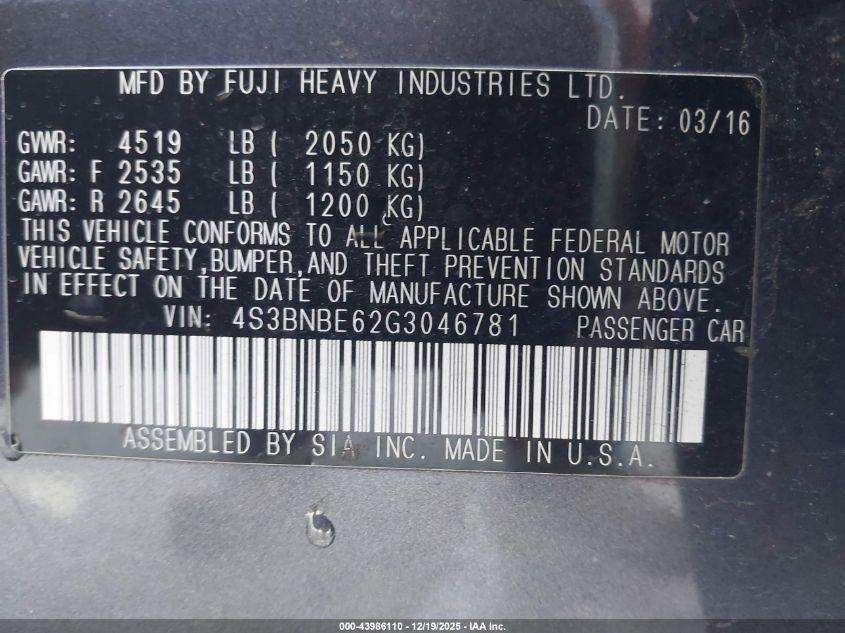 MFD BY FUJI HEAVY INDUSTRIES LTD.
DATE: 03/16
GVWR: 4519 LB ( 2050 KG)
GAWR: F 2535 LB ( 1150 KG)
GAWR: R 2645 LB ( 1200 KG)
THIS VEHICLE CONFORMS TO ALL APPLICABLE FEDERAL MOTOR
VEHICLE SAFETY,BUMPER,AND THEFT PREVENTION STANDARDS
IN EFFECT ON THE DATE OF MANUFACTURE SHOWN ABOVE.
VIN: 4S3BNBE62G3046781 PASSENGER CAR
ASSEMBLED BY SIA INC. MADE IN U.S.A.
000-43986110 - 12/19/2025 - IAA Inc.